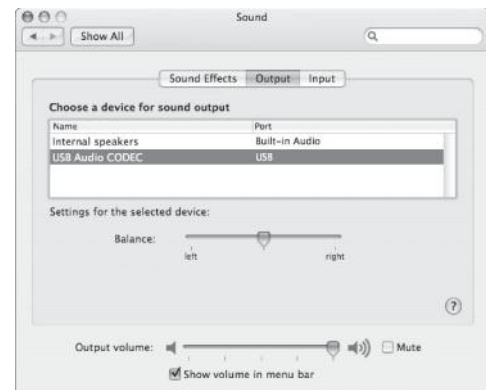 Sound
Show All
Sound Effects Output Input
Choose a device for sound output
Name Port
Internal speakers Built-in Audio
USB Audio CODEC USB
Settings for the selected device:
Balance:
left right
?
Output volume: Mute
Show volume in menu bar